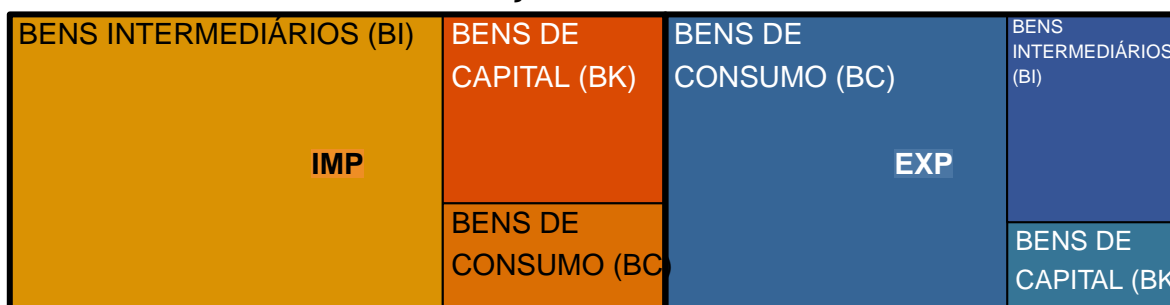 BENS INTERMEDIÁRIOS (BI)
IMP
BENS DE
CAPITAL (BK)
BENS DE
CONSUMO (BC)
BENS DE
CONSUMO (BC)
EXP
BENS
INTERMEDIÁRIOS
(BI)
BENS DE
CAPITAL (BK